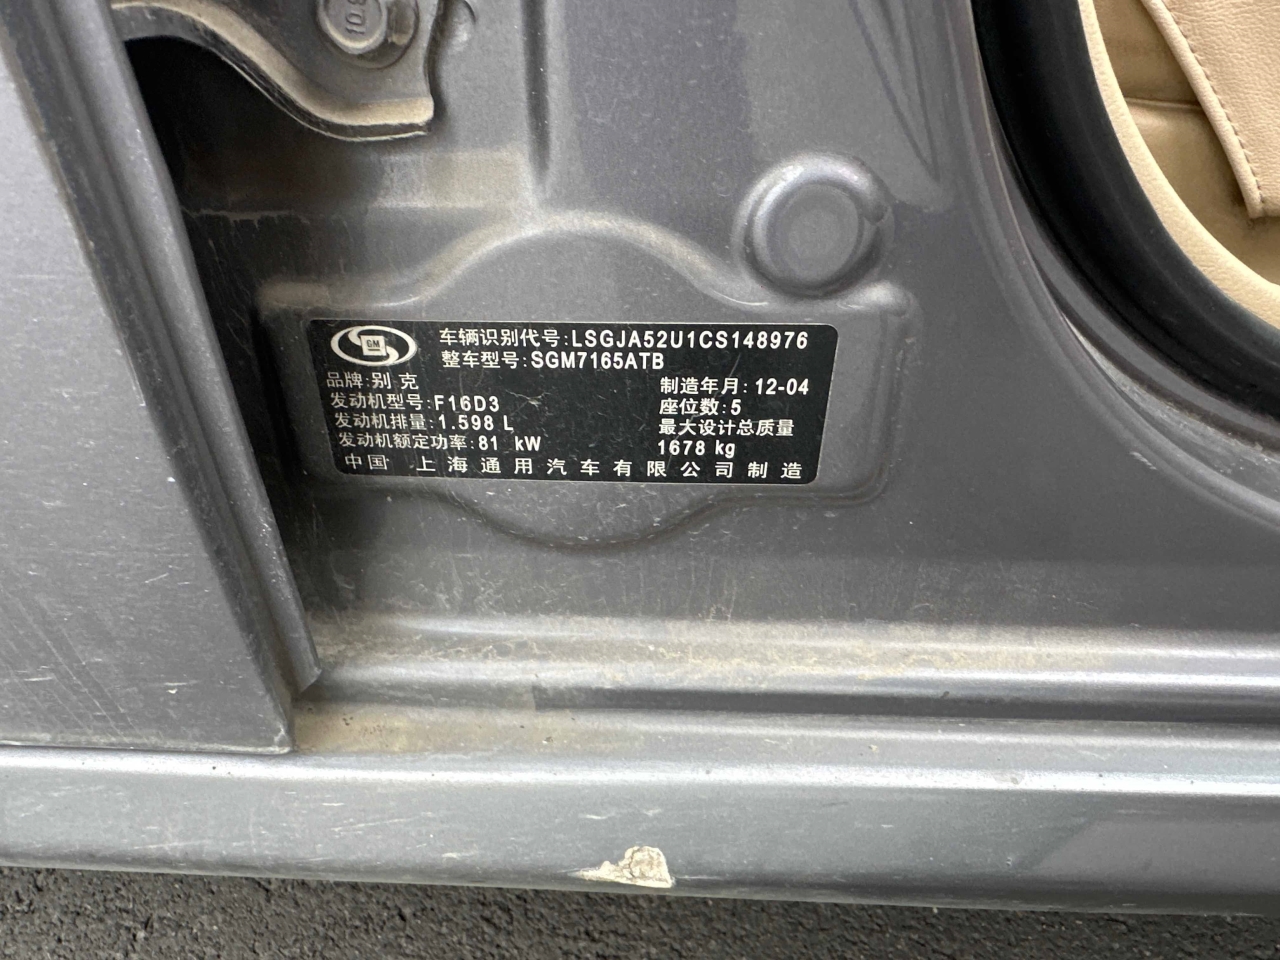 10.9
GM
车辆识别代号:LSGJA52U1CS148976
整车型号:SGM7165ATB
品牌:别克
制造年月:12-04
发动机型号:F16D3
座位数:5
发动机排量:1.598 L
最大设计总质量
发动机额定功率:81 kW
1678 kg
中国 上海通用汽车有限公司制造